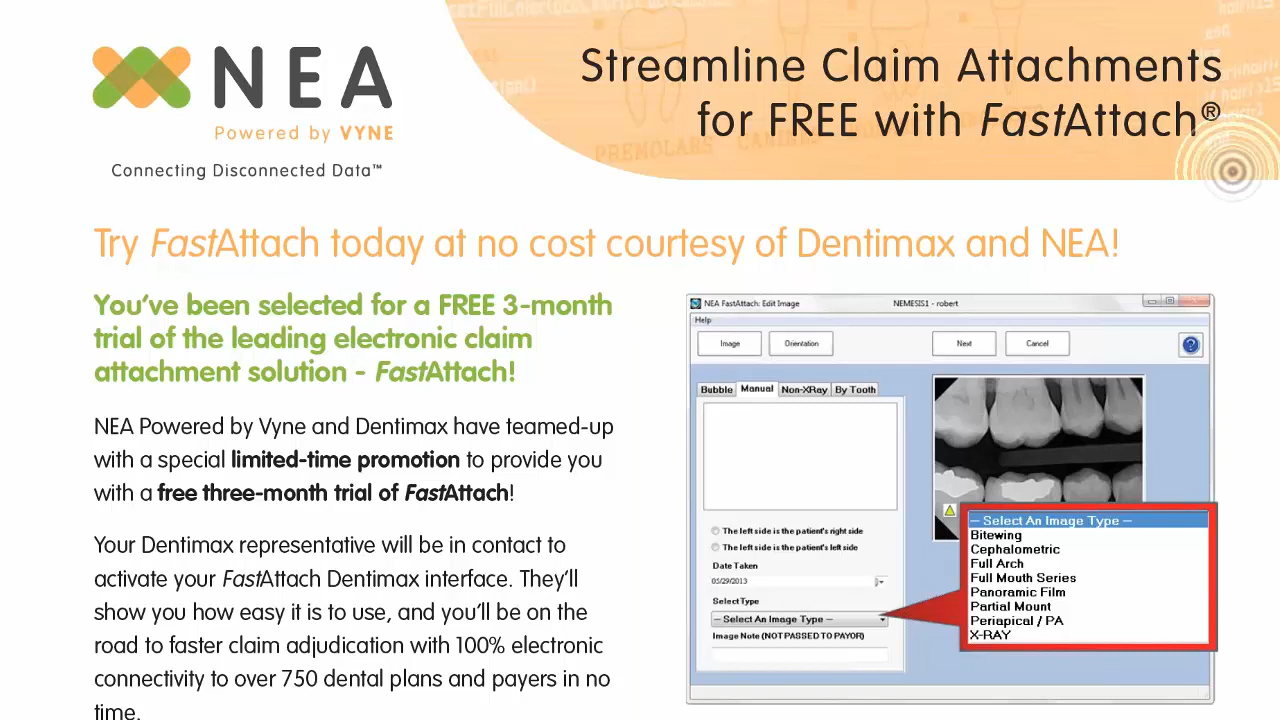 NEA
Powered by VYNE
Connecting Disconnected Data™
Streamline Claim Attachments
for FREE with FastAttach®
PREMOLARS CANINES
Try FastAttach today at no cost courtesy of Dentimax and NEA!
You've been selected for a FREE 3-month
trial of the leading electronic claim
attachment solution - FastAttach!
NEA Powered by Vyne and Dentimax have teamed-up
with a special limited-time promotion to provide you
with a free three-month trial of FastAttach!
Your Dentimax representative will be in contact to
activate your FastAttach Dentimax interface. They'll
show you how easy it is to use, and you'll be on the
road to faster claim adjudication with 100% electronic
connectivity to over 750 dental plans and payers in no
time.
NEA FastAttach: Edit Image NEMESIS1 - robert
Help
Image Orientation Next Cancel ?
Bubble Manual Non-XRay By Tooth
The left side is the patient's right side
The left side is the patient's left side
Date Taken
05/29/2013
Select Type
-- Select An Image Type --
Image Note (NOT PASSED TO PAYOR)
-- Select An Image Type --
Bitewing
Cephalometric
Full Arch
Full Mouth Series
Panoramic Film
Partial Mount
Periapical / PA
X-RAY